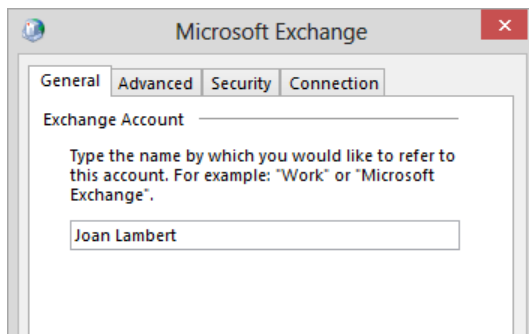 Microsoft Exchange
General Advanced Security Connection
Exchange Account
Type the name by which you would like to refer to
this account. For example: "Work" or "Microsoft
Exchange".
Joan Lambert